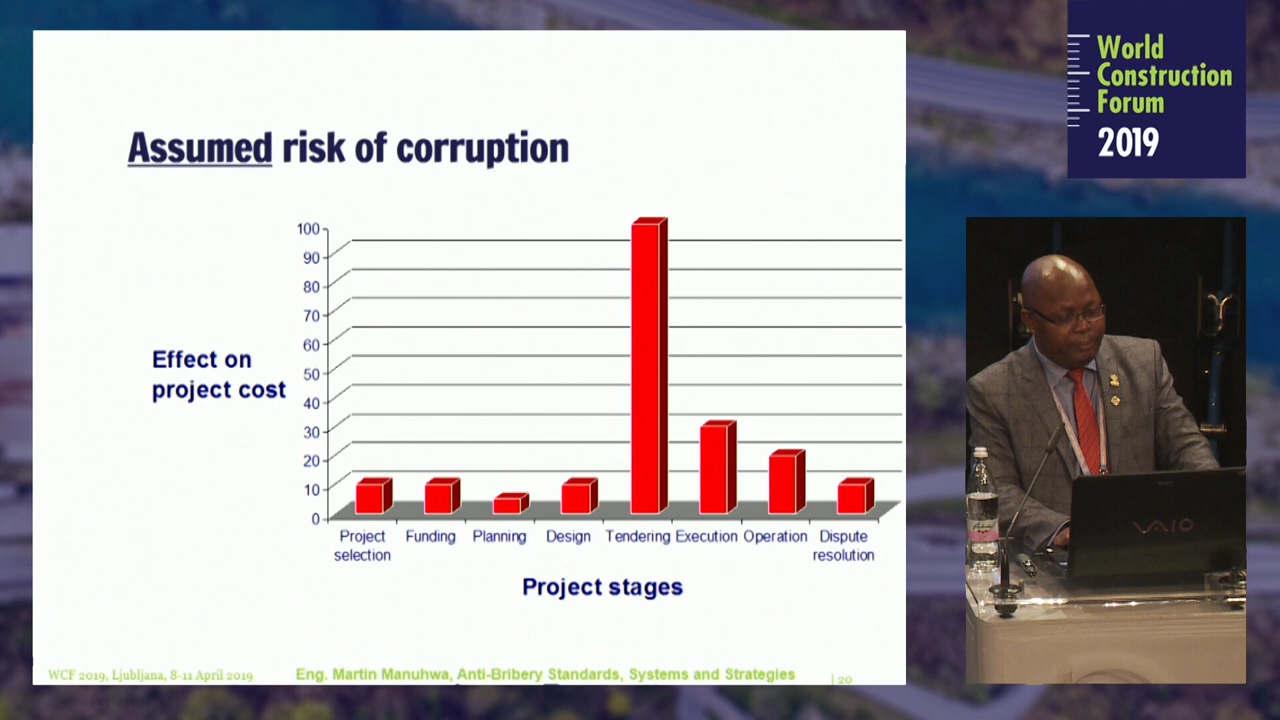 World
Construction
Forum
2019
Assumed risk of corruption
100
90
80
70
60
50
40
30
20
10
0
Effect on
project cost
Project selection
Funding
Planning
Design
Tendering
Execution
Operation
Dispute resolution
Project stages
WCF 2019, Ljubljana, 8-11 April 2019
Eng. Martin Manuhwa, Anti-Bribery Standards, Systems and Strategies
| 20
VAIO